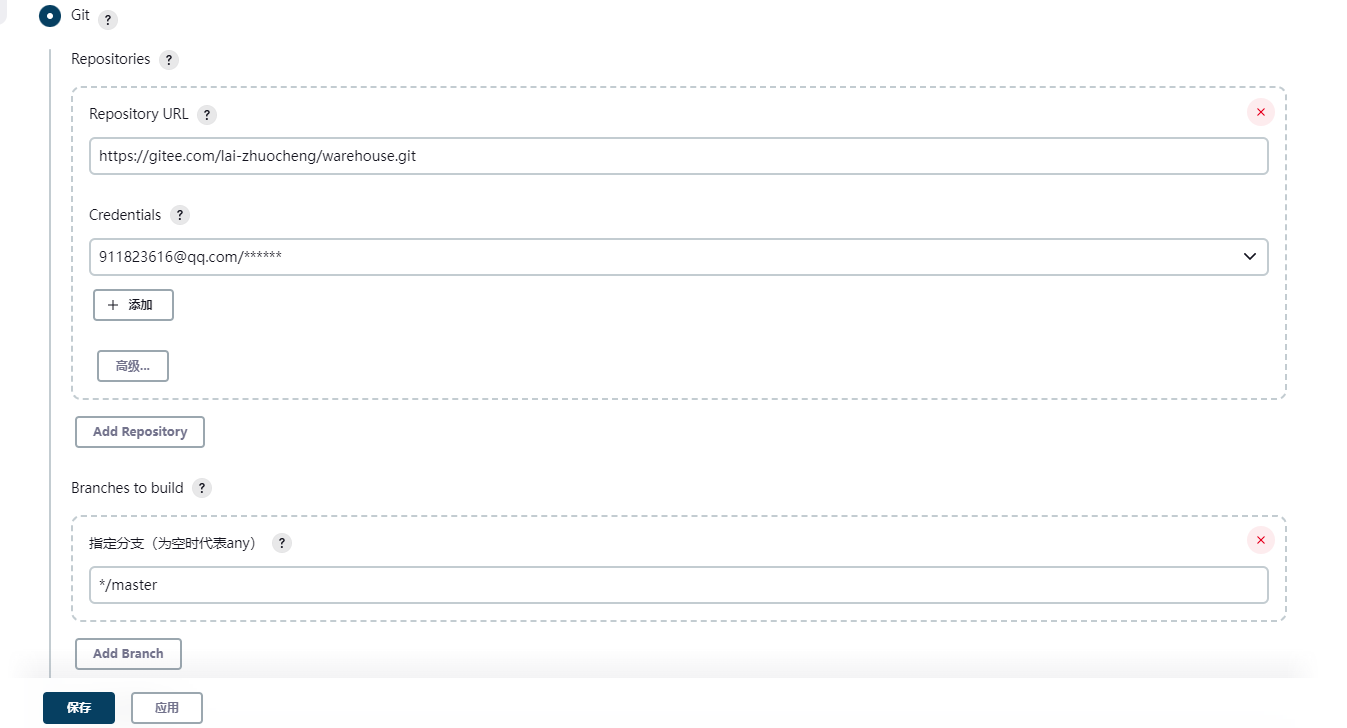 Git ?
Repositories ?
Repository URL ?
https://gitee.com/lai-zhuocheng/warehouse.git
Credentials ?
911823616@qq.com/******
添加
高级...
Add Repository
Branches to build ?
指定分支（为空时代表any） ?
*/master
Add Branch
保存 应用